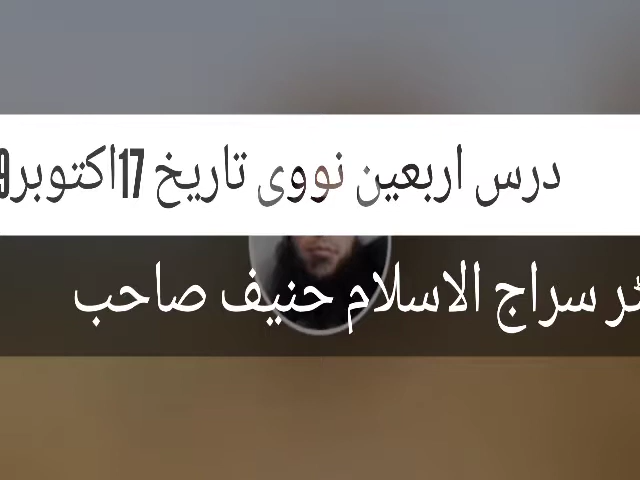 درس اربعین نووی تاریخ 17اکتوبر
سراج الاسلام حنیف صاحب